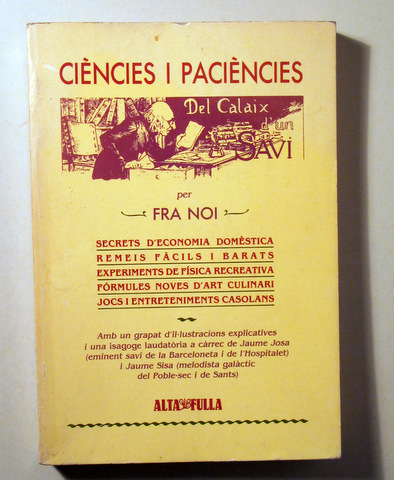 CIÈNCIES I PACIÈNCIES
Del Calaix
d'un
SAVI
per
FRA NOI
SECRETS D'ECONOMIA DOMÈSTICA
REMEIS FÀCILS I BARATS
EXPERIMENTS DE FÍSICA RECREATIVA
FÓRMULES NOVES D'ART CULINARI
JOCS I ENTRETENIMENTS CASOLANS
Amb un grapat d'il·lustracions explicatives
i una isagoge laudatòria a càrrec de Jaume Josa
(eminent savi de la Barceloneta i de l'Hospitalet)
i Jaume Sisa (melodista galàctic
del Poble-sec i de Sants)
ALTA FULLA